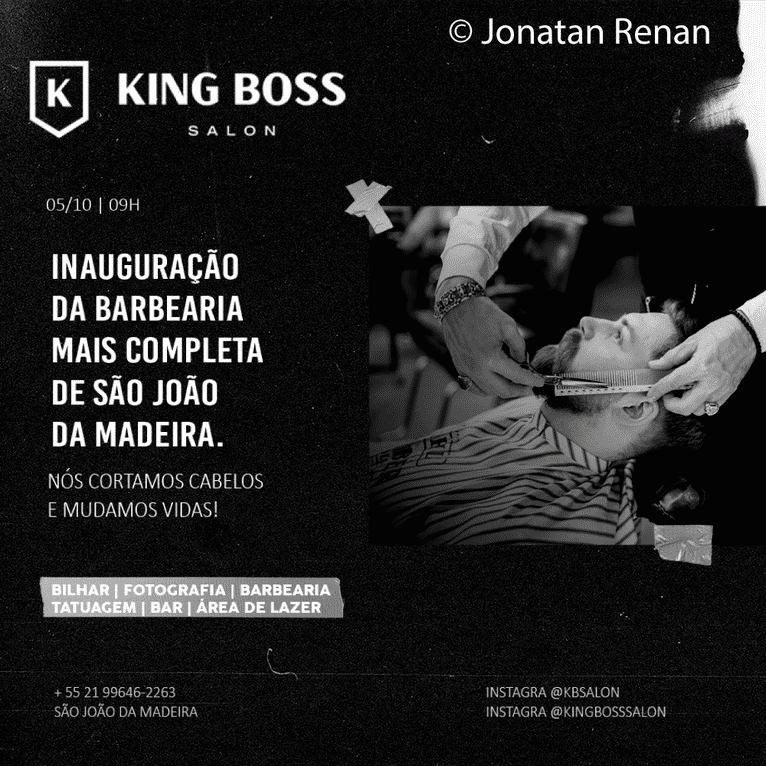 © Jonatan Renan
K
KING BOSS
SALON
05/10 | 09H
INAUGURAÇÃO
DA BARBEARIA
MAIS COMPLETA
DE SÃO JOÃO
DA MADEIRA.
NÓS CORTAMOS CABELOS
E MUDAMOS VIDAS!
BILHAR | FOTOGRAFIA | BARBEARIA
TATUAGEM | BAR | ÁREA DE LAZER
+ 55 21 99646-2263
SÃO JOÃO DA MADEIRA
INSTAGRA @KBSALON
INSTAGRA @KINGBOSSSALON